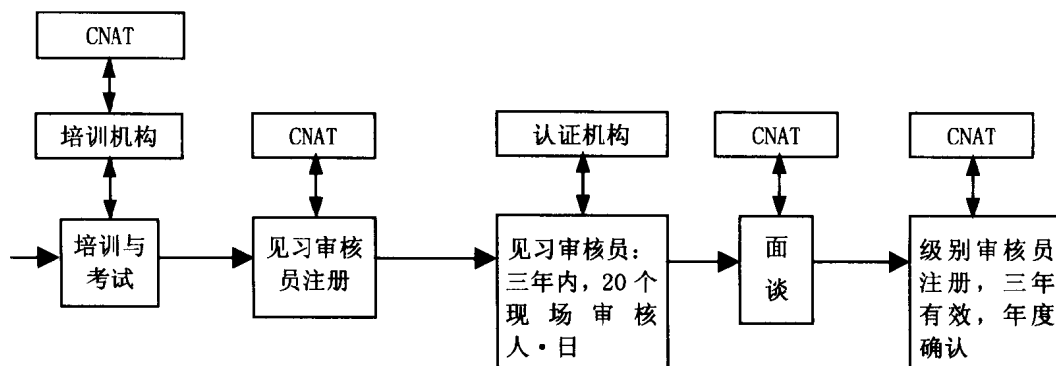 CNAT
培训机构
CNAT
认证机构
CNAT
CNAT
培训与
考试
见习审核
员注册
见习审核员：
三年内，20个
现场审核
人·日
面
谈
级别审核员
注册，三年
有效，年度
确认